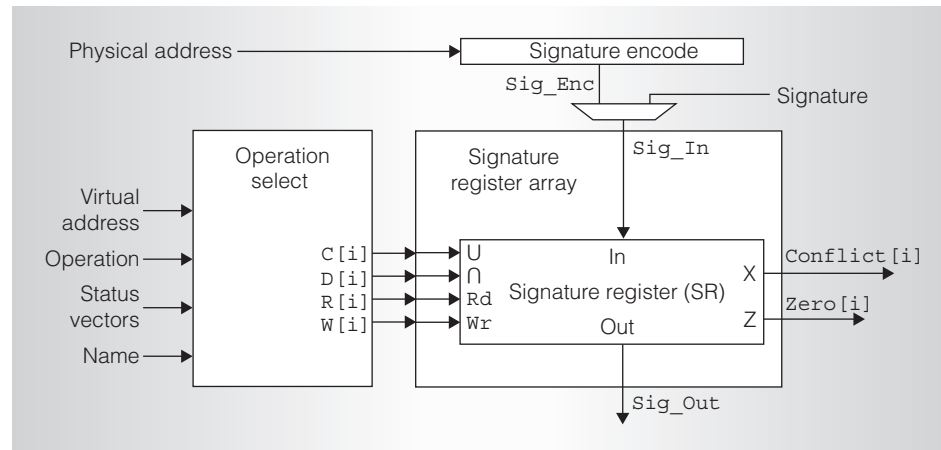 Physical address
Signature encode
Sig_Enc
Signature
Sig_In
Operation
select
Signature
register array
Virtual
address
Operation
Status
vectors
Name
C[i]
D[i]
R[i]
W[i]
U
∩
Rd
Wr
In
Signature register (SR)
Out
X
Z
Conflict[i]
Zero[i]
Sig_Out